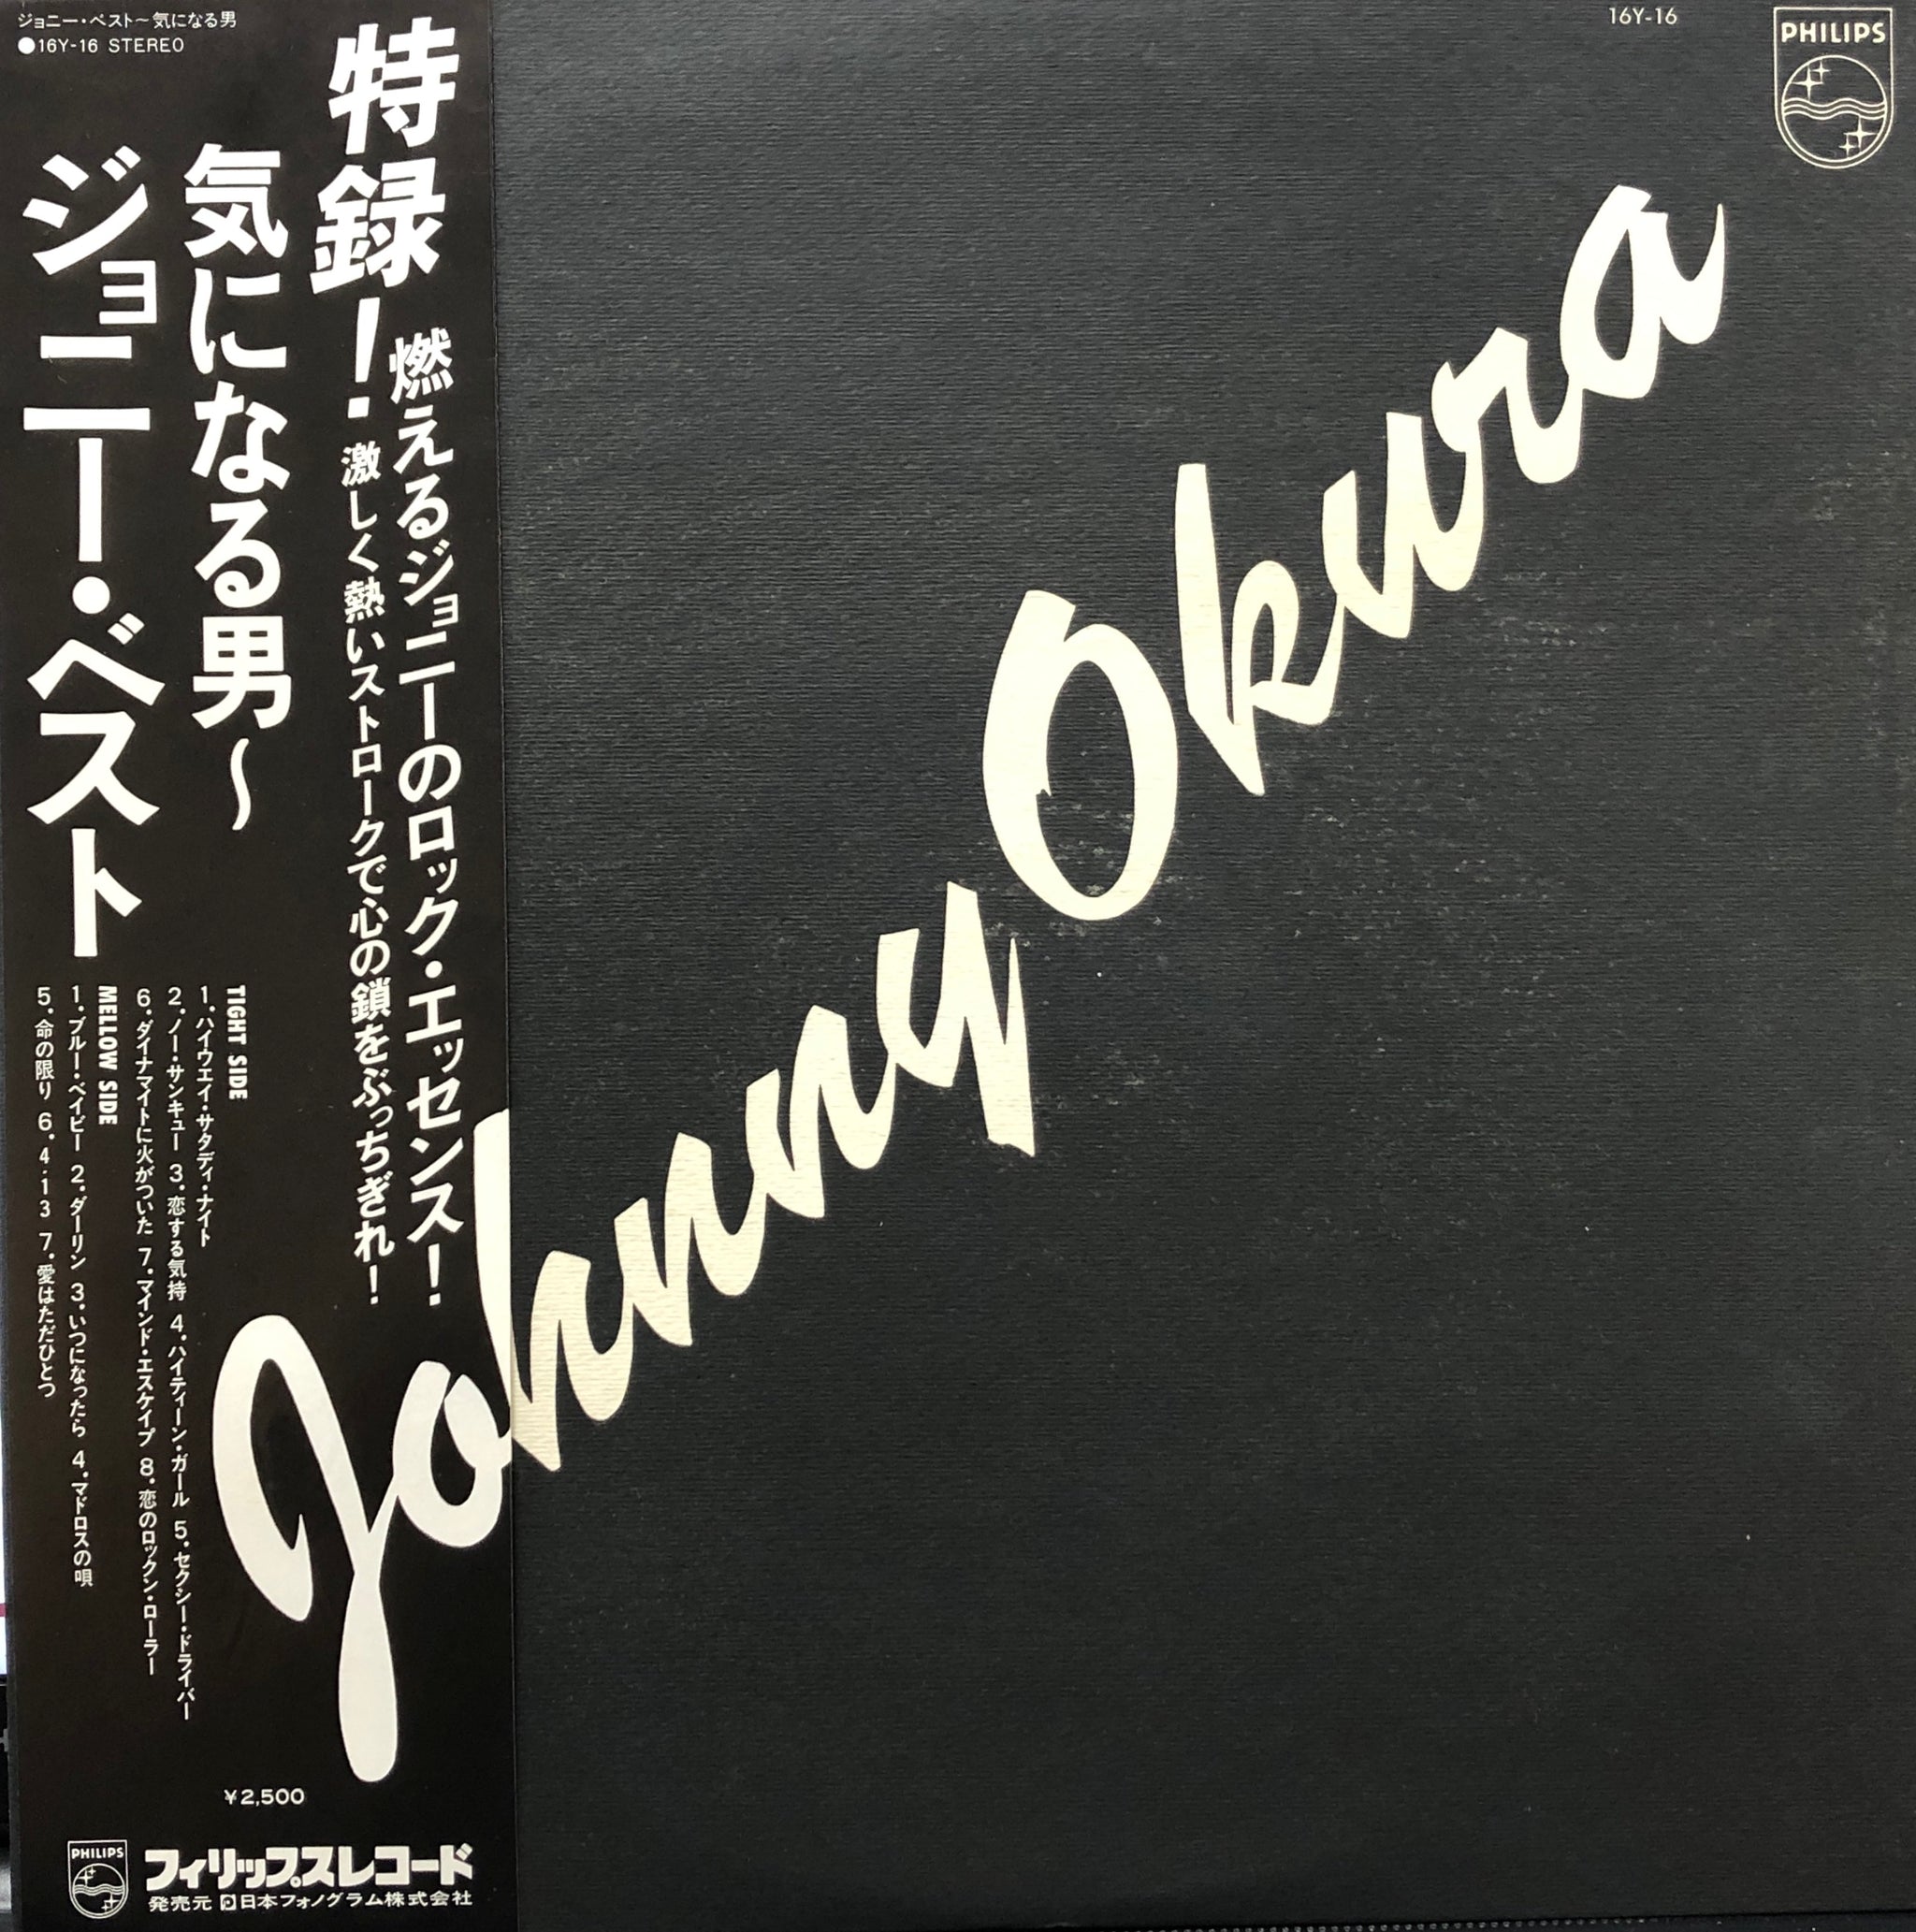 ジョニー・ベスト〜気になる男
●16Y-16 STEREO
特録！
燃えるジョニーのロック・エッセンス！
激しく熱いストロークで心の鎖をぶっちぎれ！
気になる男〜
ジョニー・ベスト
TIGHT SIDE
1.ハイウエイ・サタディ・ナイト
2.ノー・サンキュー 3.恋する気持 4.ハイティーン・ガール 5.セクシー・ドライバー
6.ダイナマイトに火がついた 7.マインド・エスケイプ 8.恋のロックン・ローラー
MELLOW SIDE
1.ブルー・ベイビー 2.ダーリン 3.いつになったら 4.マドロスの唄
5.命の限り 6.4・13 7.愛はただひとつ
¥2,500
PHILIPS
フィリップスレコード
発売元 日本フォノグラム株式会社
Johnny Okura
16Y-16
PHILIPS